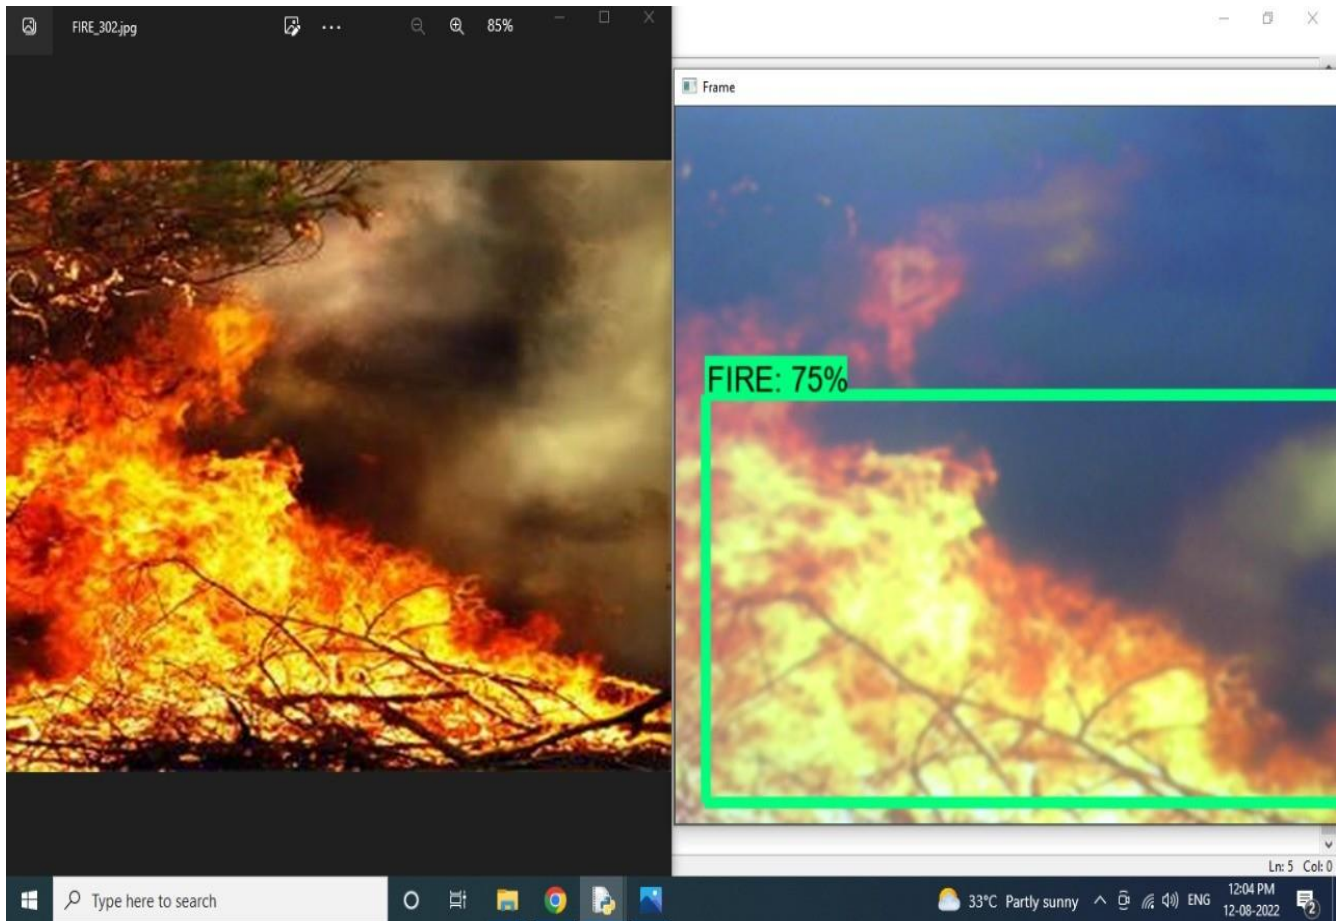 FIRE_302.jpg
85%
Frame
FIRE: 75%
Ln: 5 Col: 0
Type here to search
33°C Partly sunny
ENG
12:04 PM
12-08-2022
2